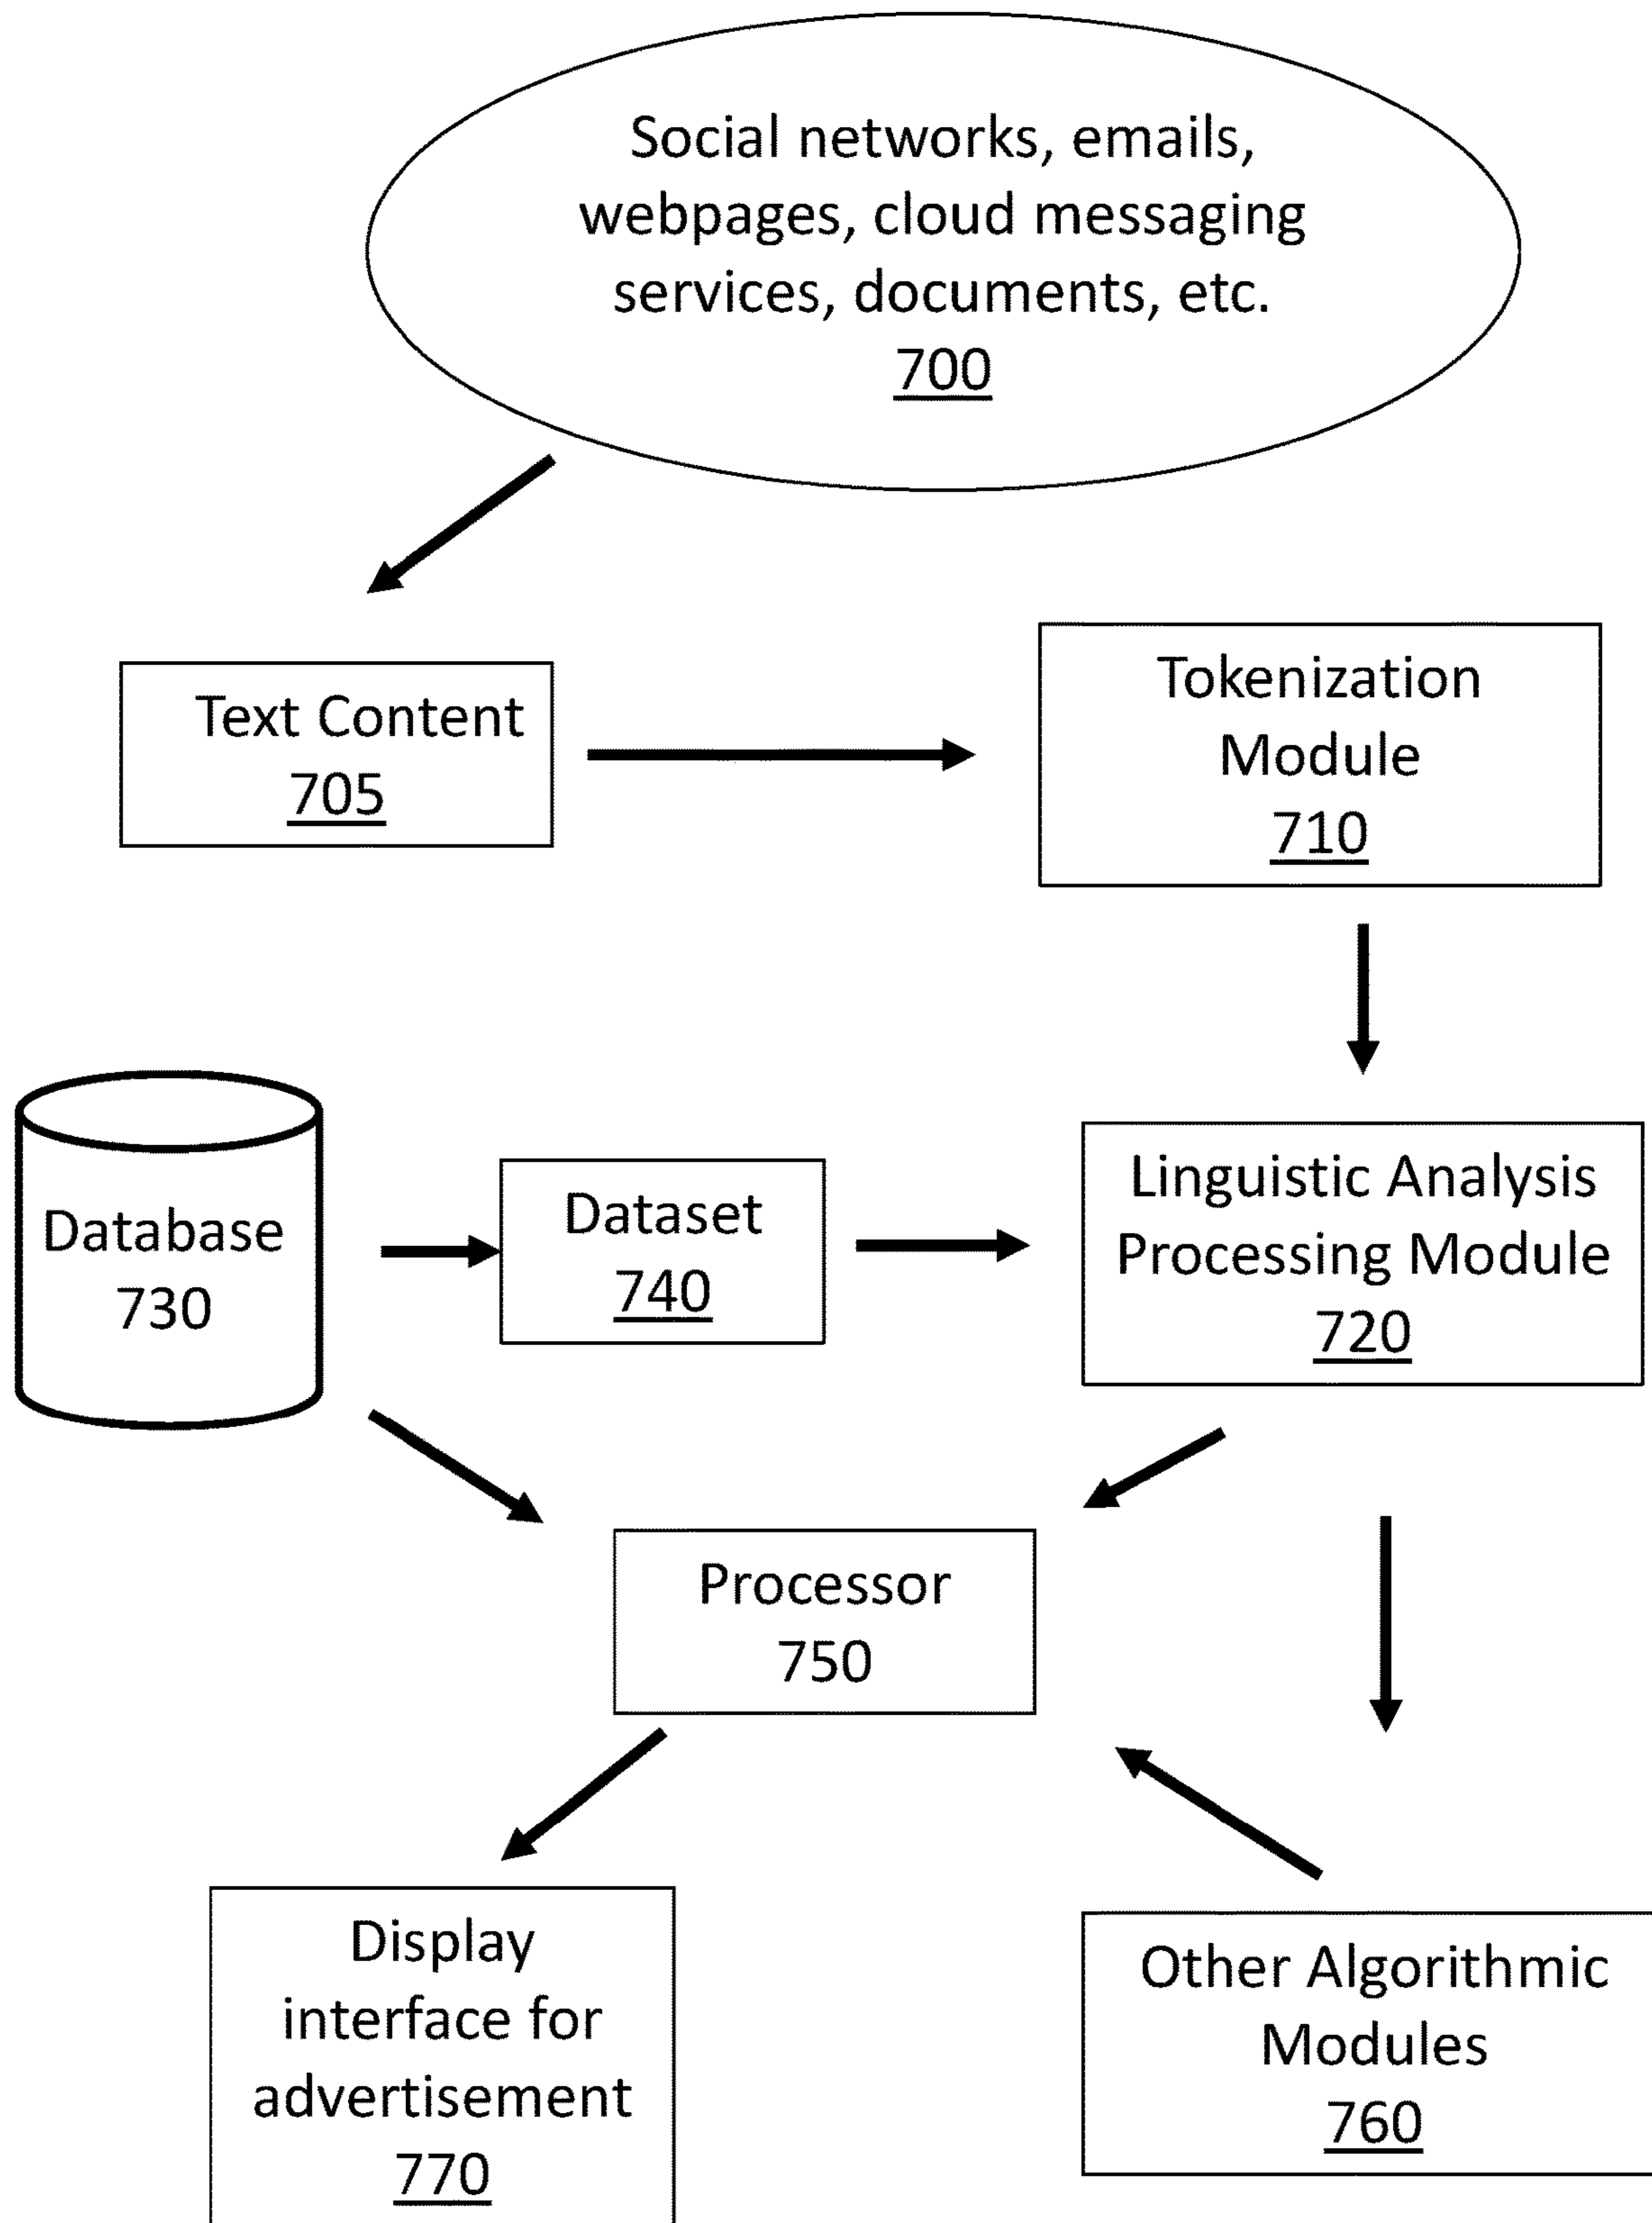 Social networks, emails,
webpages, cloud messaging
services, documents, etc.
700
Text Content
705
Tokenization
Module
710
Database
730
Dataset
740
Linguistic Analysis
Processing Module
720
Processor
750
Display
interface for
advertisement
770
Other Algorithmic
Modules
760